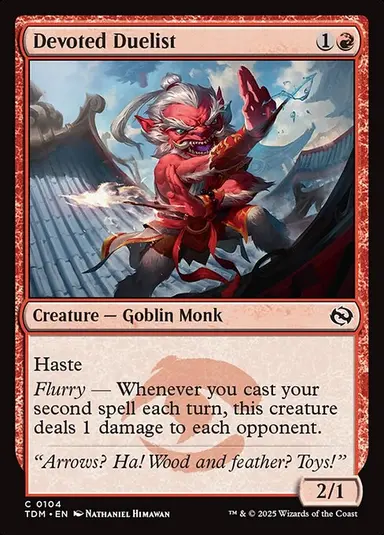 Devoted Duelist 1
Creature — Goblin Monk
Haste
Flurry — Whenever you cast your
second spell each turn, this creature
deals 1 damage to each opponent.
“Arrows? Ha! Wood and feather? Toys!”
2/1
C 0104
TDM • EN Nathaniel Himawan
™ & © 2025 Wizards of the Coast